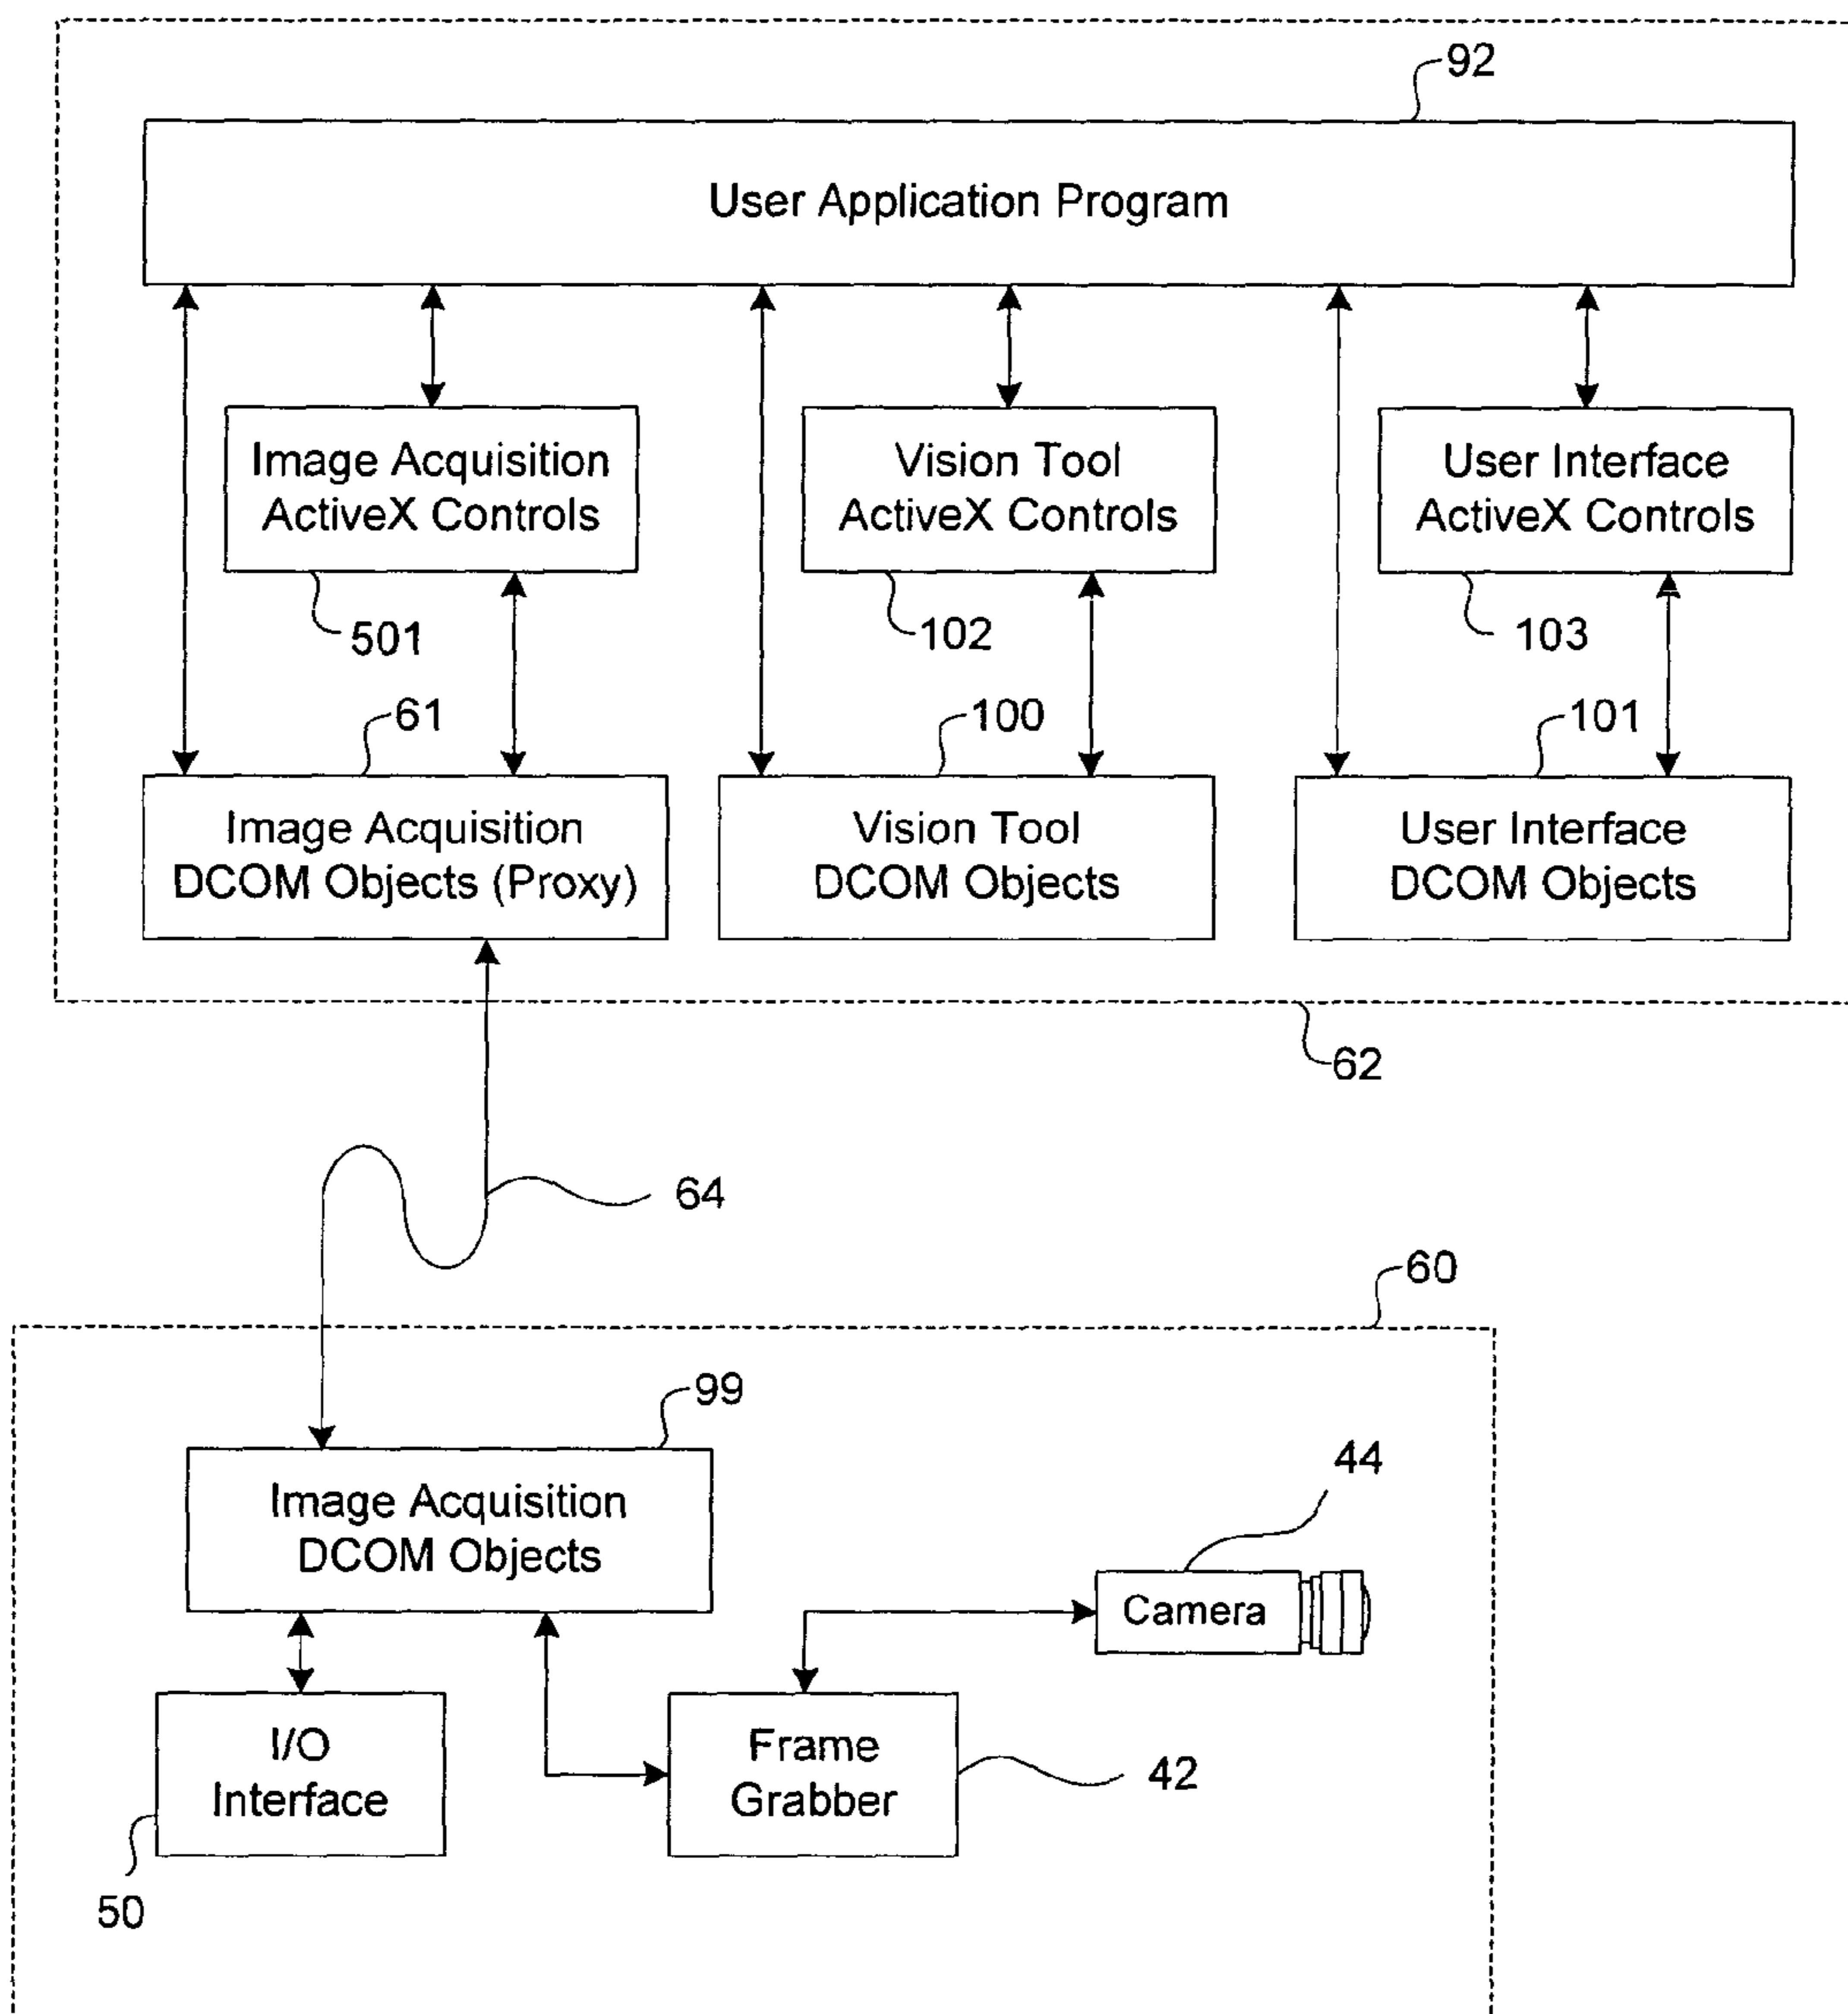 92
User Application Program
Image Acquisition
ActiveX Controls
Vision Tool
ActiveX Controls
User Interface
ActiveX Controls
501
102
103
61
100
101
Image Acquisition
DCOM Objects (Proxy)
Vision Tool
DCOM Objects
User Interface
DCOM Objects
62
64
60
99
Image Acquisition
DCOM Objects
44
Camera
I/O
Interface
Frame
Grabber
42
50